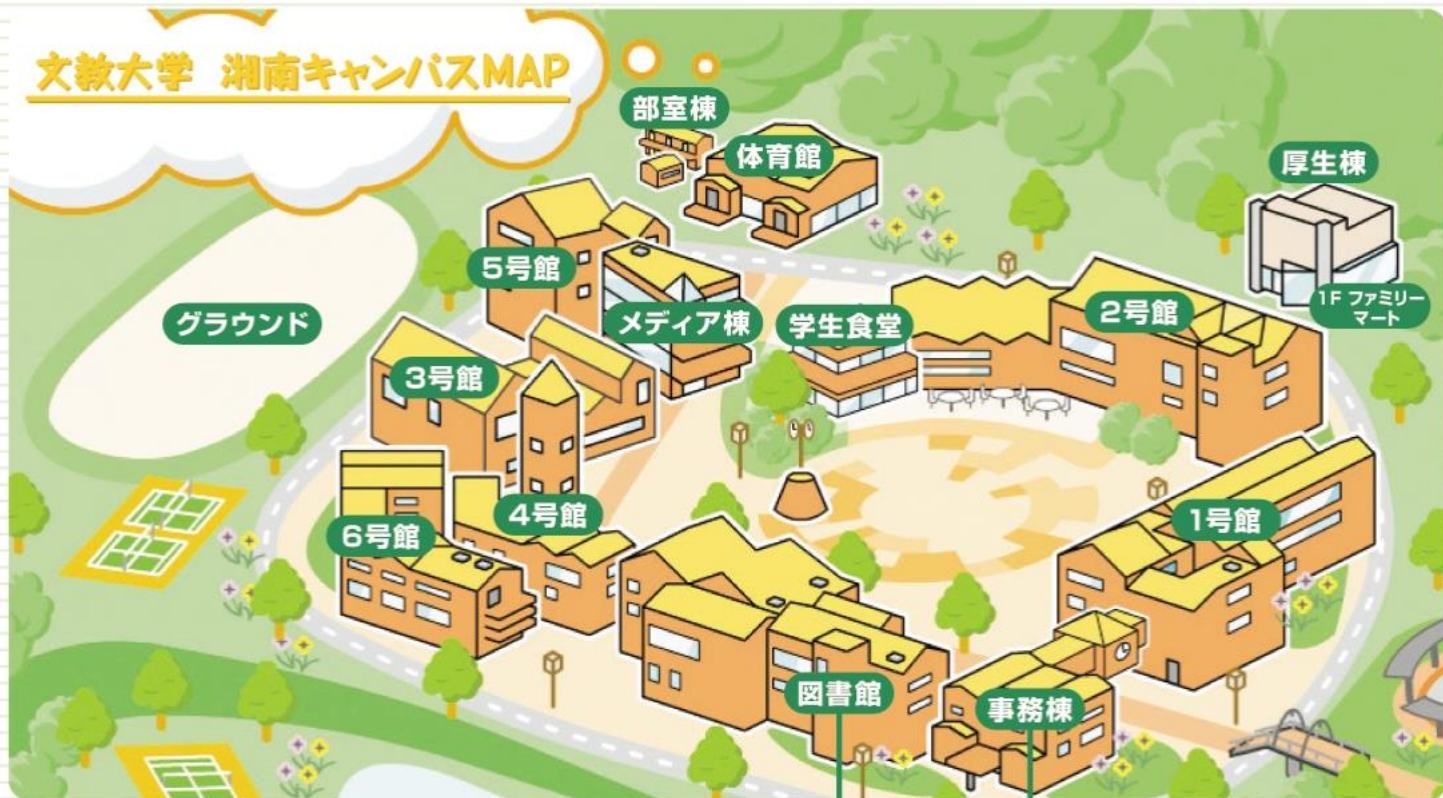 文教大学 湘南キャンパスMAP
部室棟
体育館
厚生棟
1F ファミリー
マート
5号館
グラウンド
メディア棟
学生食堂
2号館
3号館
1号館
4号館
6号館
図書館
事務棟